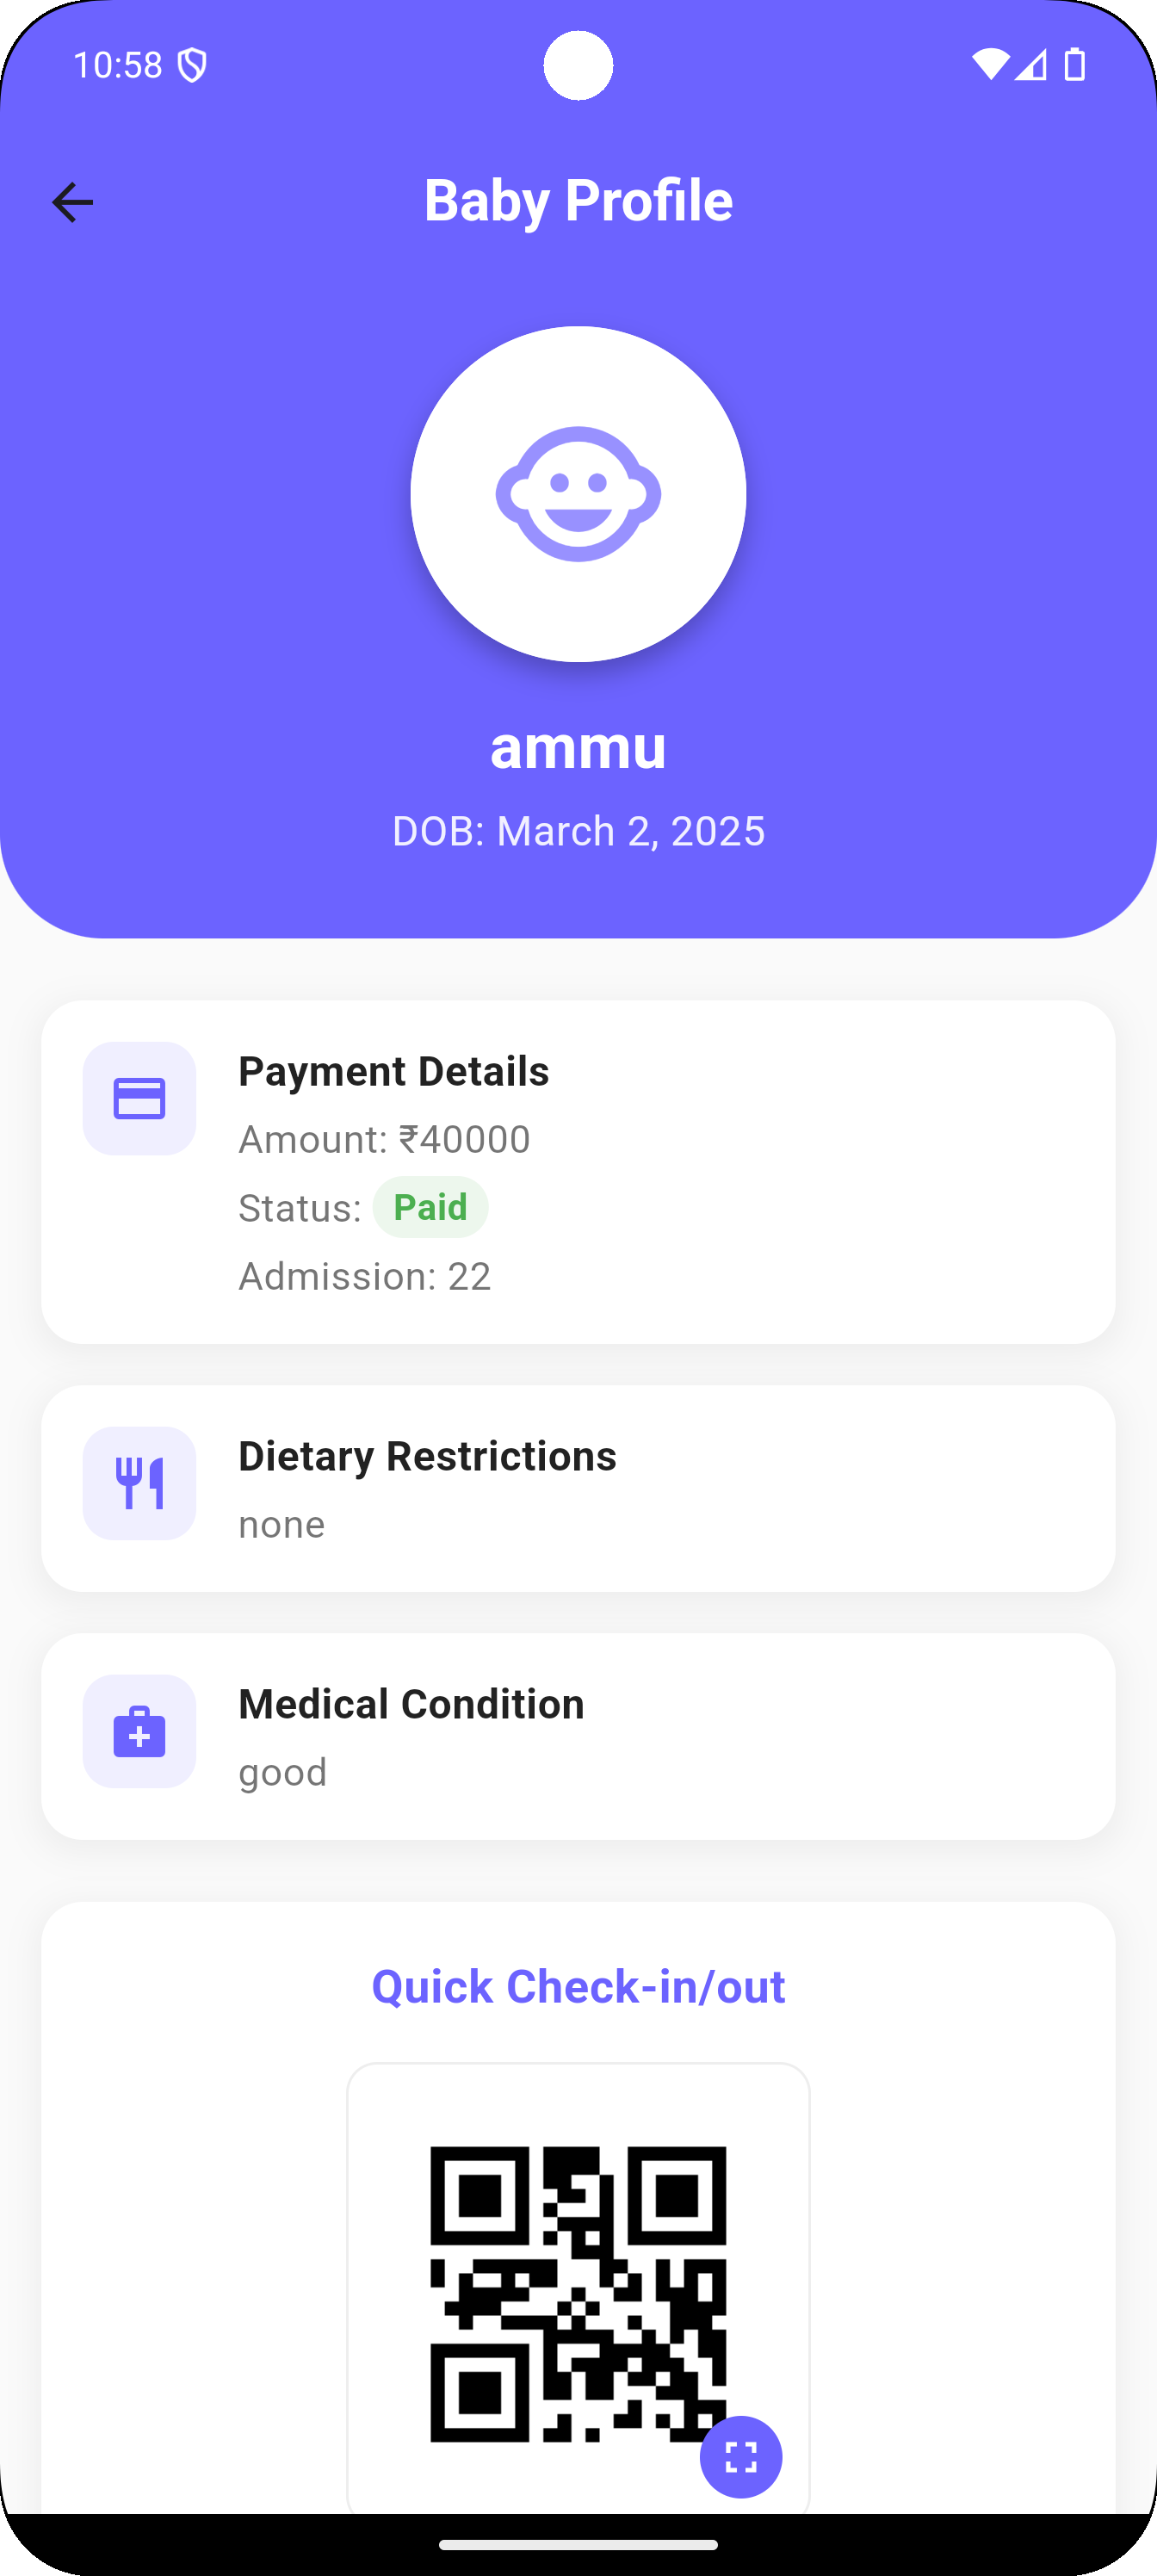 10:58
Baby Profile
ammu
DOB: March 2, 2025
Payment Details
Amount: ₹40000
Status: Paid
Admission: 22
Dietary Restrictions
none
Medical Condition
good
Quick Check-in/out